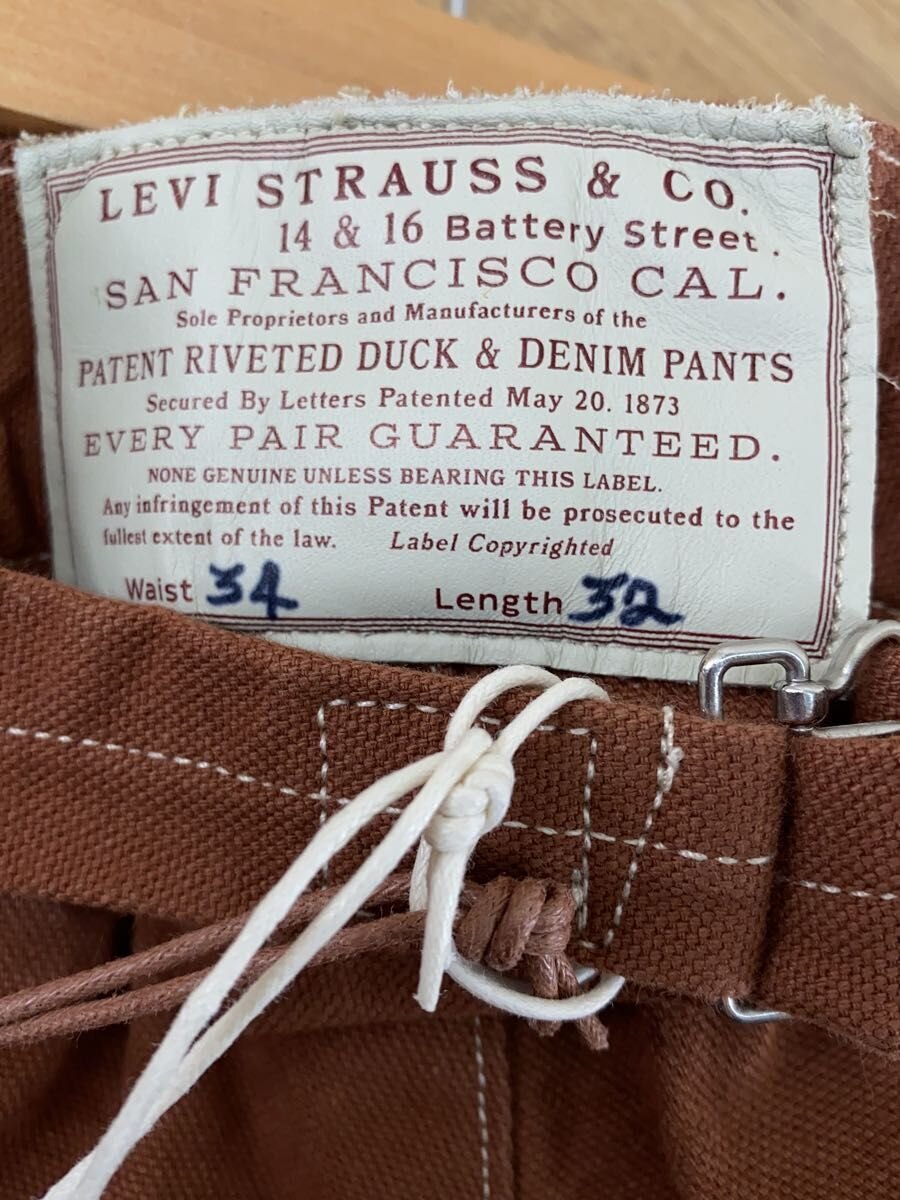 LEVI STRAUSS & CO.
14 & 16 Battery Street.
SAN FRANCISCO CAL.
Sole Proprietors and Manufacturers of the
PATENT RIVETED DUCK & DENIM PANTS
Secured By Letters Patented May 20. 1873
EVERY PAIR GUARANTEED.
NONE GENUINE UNLESS BEARING THIS LABEL.
Any infringement of this Patent will be prosecuted to the
fullest extent of the law. Label Copyrighted
Waist 34 Length 32